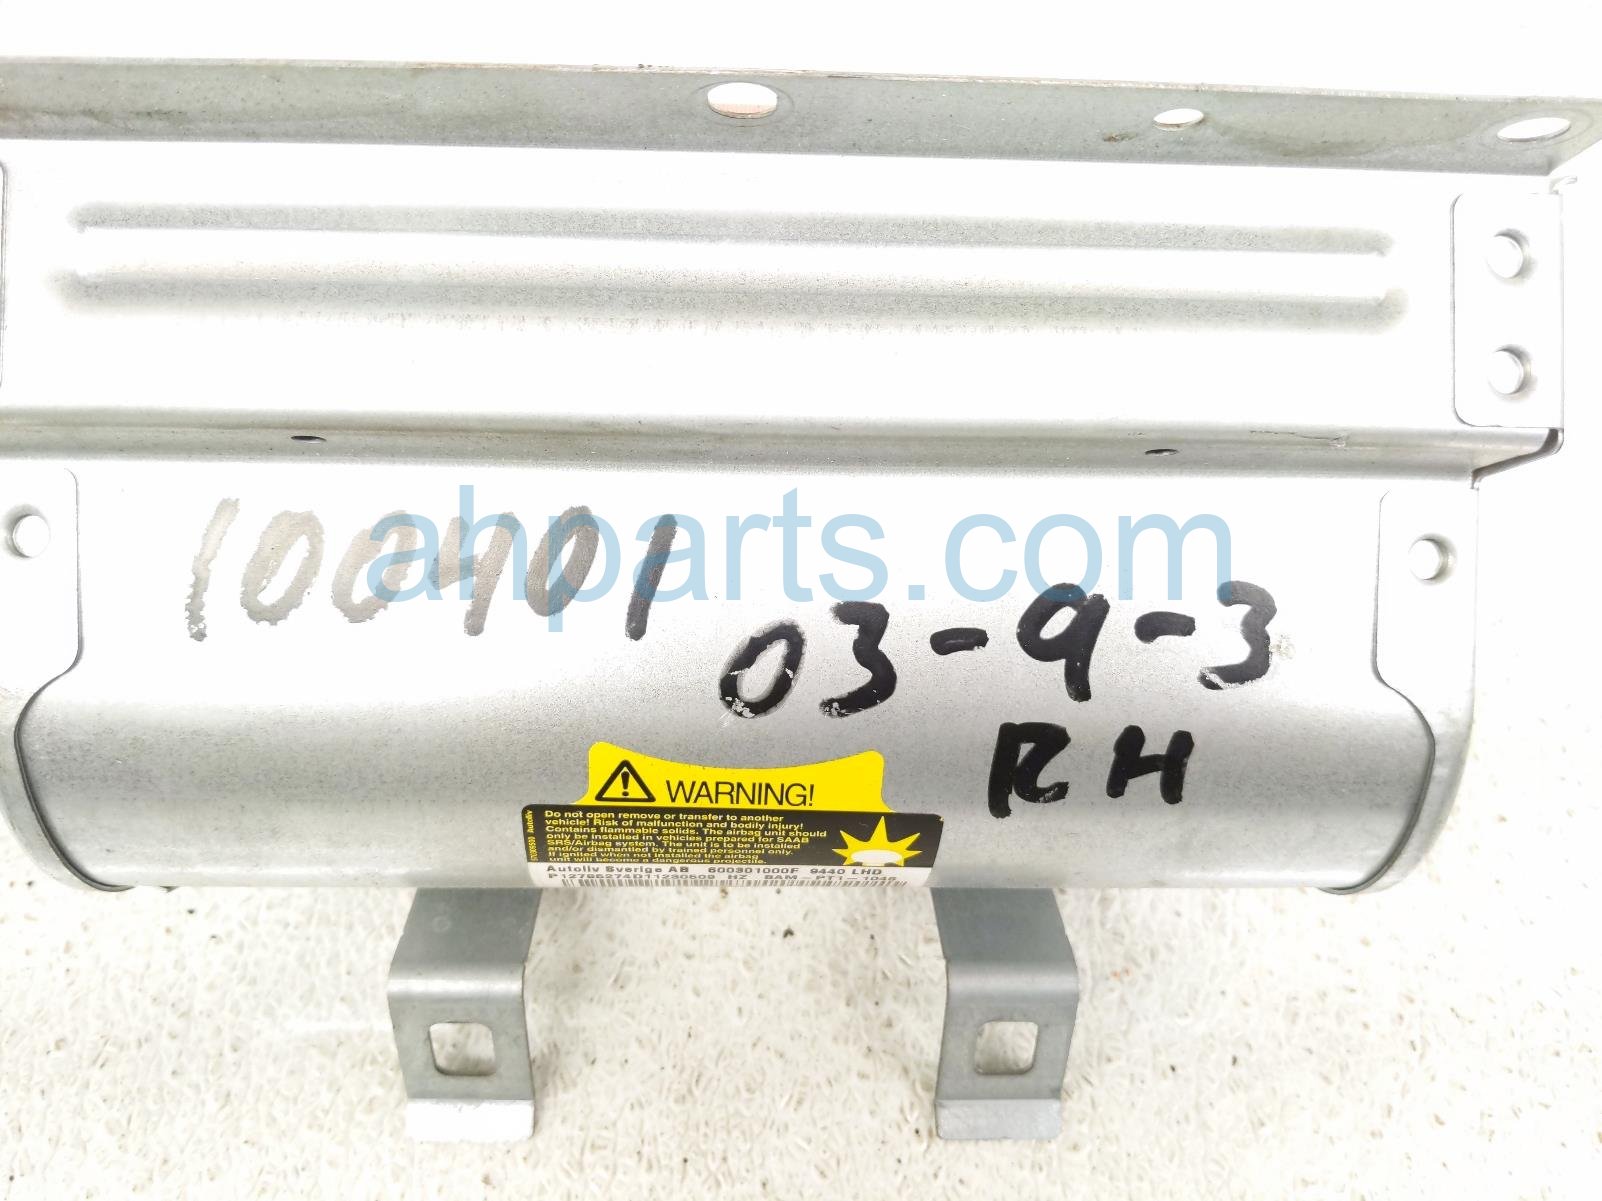 100401
ahparts.com
03-9-3
RH
WARNING!
Do not open remove or transfer to another
vehicle! Risk of malfunction and bodily injury!
Contains flammable solids. The airbag unit should
only be installed in vehicles prepared for SAAB
SRS/Airbag system. The unit is to be installed
and/or dismantled by trained personnel only.
If ignited when not installed the airbag
unit will become a dangerous projectile.
Autoliv
Autoliv Sverige AB 600301000F 9440 LHD
HZ